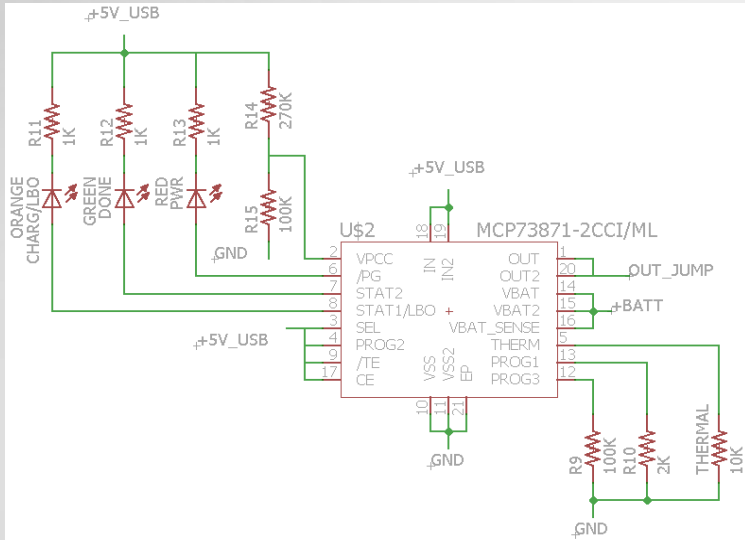 +5V_USB
R11
1K
R12
1K
R13
1K
R14
270K
ORANGE
CHARG/LBO
GREEN
DONE
RED
PWR
R15
100K
GND
+5V_USB
U$2
MCP73871-2CCI/ML
18
19
IN
IN2
2
VPCC
6
/PG
7
STAT2
8
STAT1/LBO
3
SEL
4
PROG2
9
/TE
17
CE
+5V_USB
OUT
1
OUT2
20
OUT_JUMP
VBAT
14
VBAT2
15
+BATT
VBAT_SENSE
16
THERM
5
PROG1
13
PROG3
12
VSS
VSS2
EP
10
11
21
GND
R9
100K
R10
2K
THERMAL
10K
GND